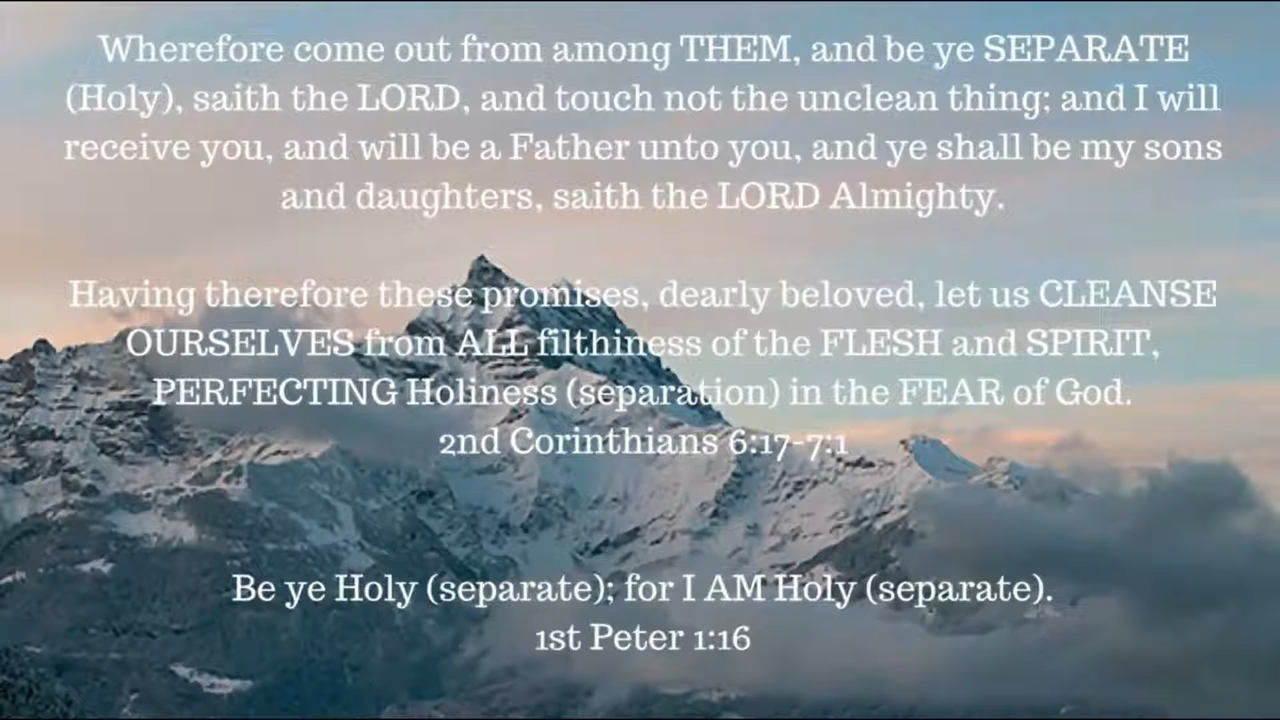 Wherefore come out from among THEM, and be ye SEPARATE
(Holy), saith the LORD, and touch not the unclean thing; and I will
receive you, and will be a Father unto you, and ye shall be my sons
and daughters, saith the LORD Almighty.
Having therefore these promises, dearly beloved, let us CLEANSE
OURSELVES from ALL filthiness of the FLESH and SPIRIT,
PERFECTING Holiness (separation) in the FEAR of God.
2nd Corinthians 6:17-7:1
Be ye Holy (separate); for I AM Holy (separate).
1st Peter 1:16